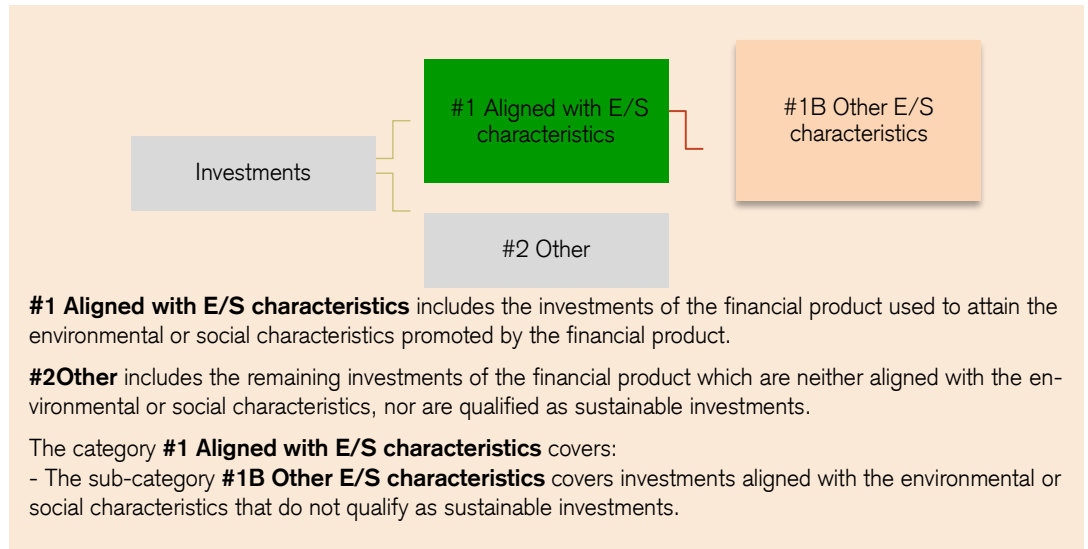 #1 Aligned with E/S
characteristics
#1B Other E/S
characteristics
Investments
#2 Other
#1 Aligned with E/S characteristics includes the investments of the financial product used to attain the
environmental or social characteristics promoted by the financial product.
#2Other includes the remaining investments of the financial product which are neither aligned with the en-
vironmental or social characteristics, nor are qualified as sustainable investments.
The category #1 Aligned with E/S characteristics covers:
- The sub-category #1B Other E/S characteristics covers investments aligned with the environmental or
social characteristics that do not qualify as sustainable investments.